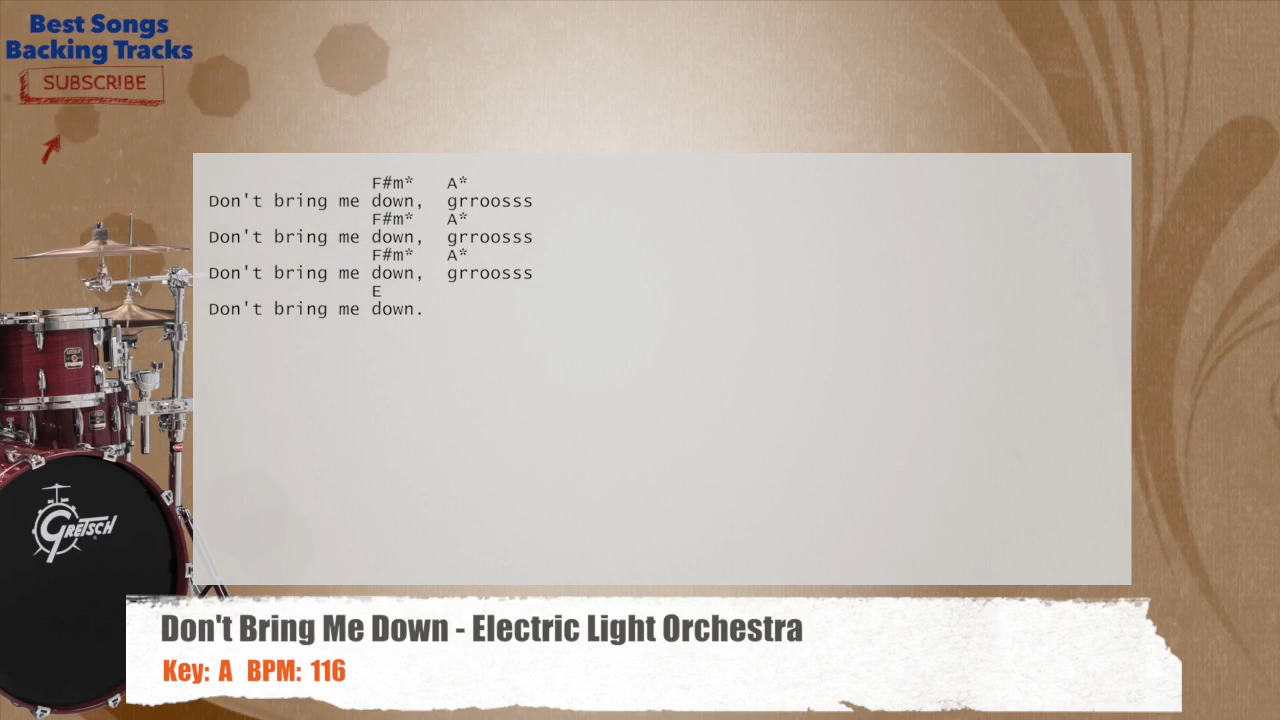 Best Songs
Backing Tracks
SUBSCRIBE
F#m* A*
Don't bring me down, grroosss
F#m* A*
Don't bring me down, grroosss
F#m* A*
Don't bring me down, grroosss
E
Don't bring me down.
GRETSCH
Don't Bring Me Down - Electric Light Orchestra
Key: A BPM: 116